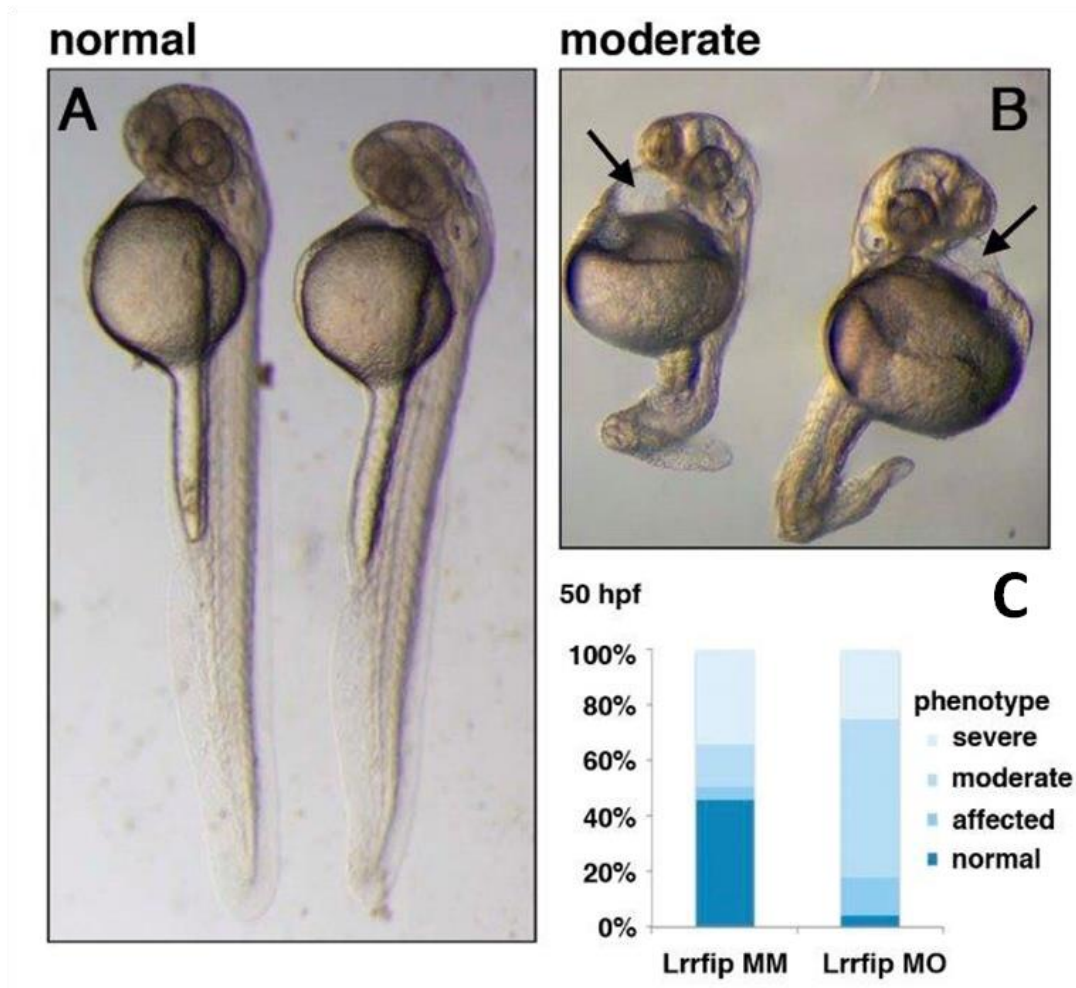 normal
moderate
A
B
50 hpf
C
100%
80%
60%
40%
20%
0%
phenotype
severe
moderate
affected
normal
Lrrfip MM
Lrrfip MO